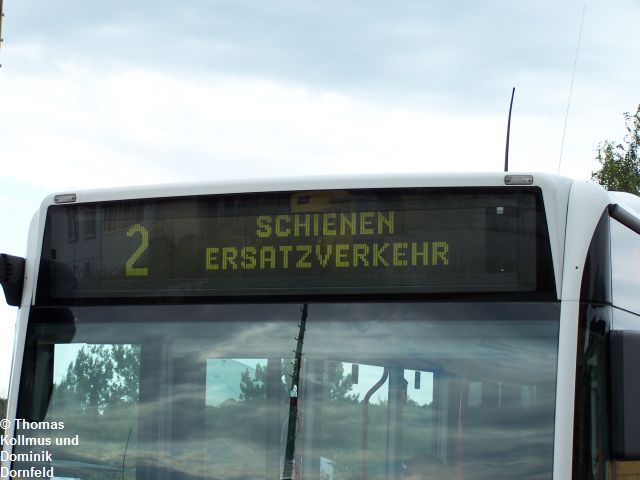 2
SCHIENEN
ERSATZVERKEHR
© Thomas
Kollmus und
Dominik
Dornfeld